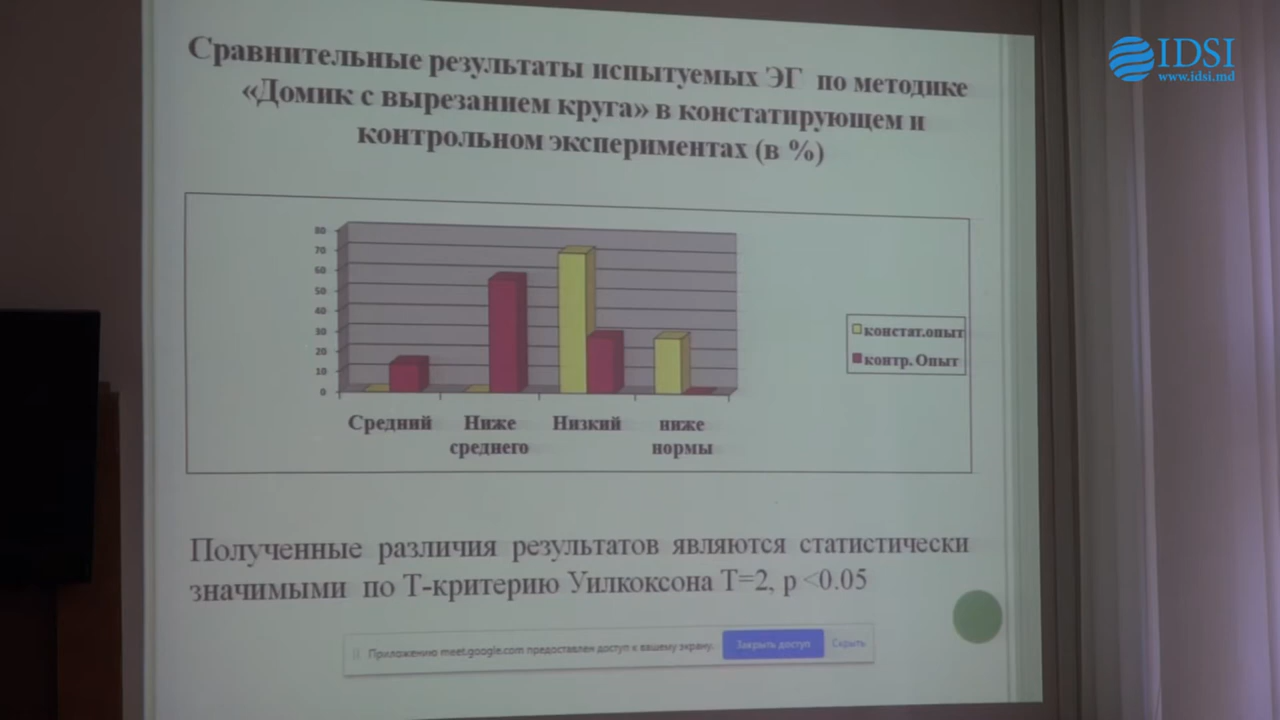 IDSI
www.idsi.md
Сравнительные результаты испытуемых ЭГ по методике
«Домик с вырезанием круга» в констатирующем и
контрольном экспериментах (в %)
80
70
60
50
40
30
20
10
0
Средний
Ниже
среднего
Низкий
ниже
нормы
констат.опыт
контр. Опыт
Полученные различия результатов являются статистически
значимыми по Т-критерию Уилкоксона Т=2, р <0.05
Приложению meet.google.com предоставлен доступ к вашему экрану.
Закрыть доступ
Скрыть